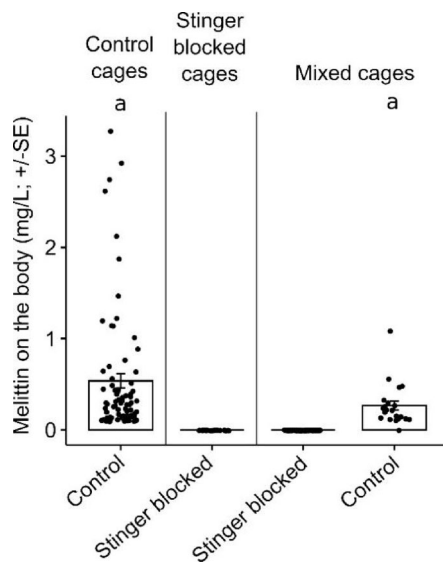 Control
cages
Stinger
blocked
cages
Mixed cages
a
a
Melittin on the body (mg/L; +/-SE)
3
2
1
0
Control
Stinger blocked
Stinger blocked
Control